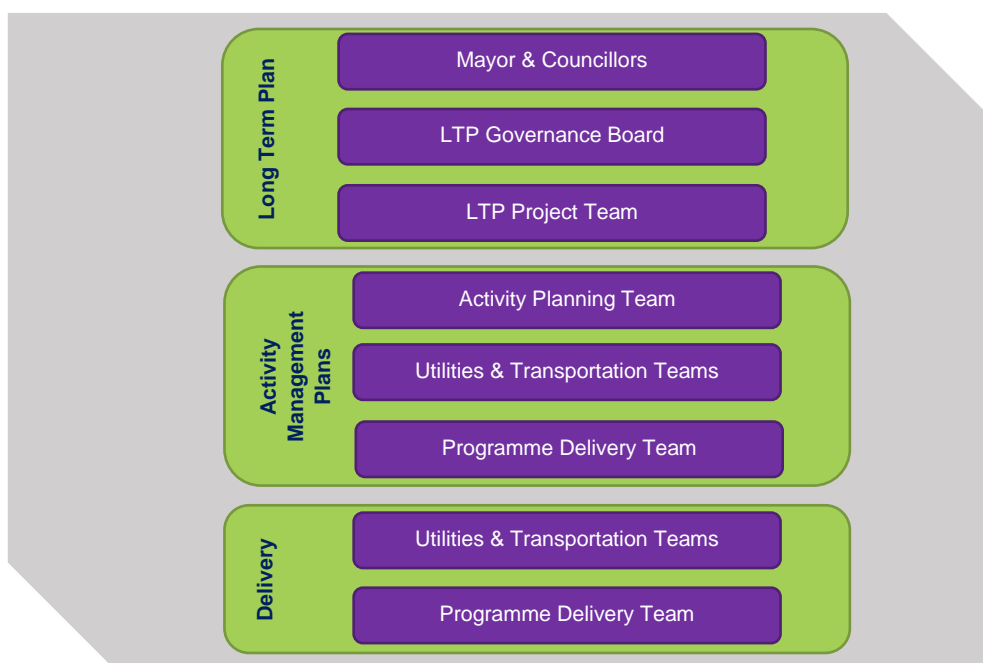 Long Term Plan
Mayor & Councillors
LTP Governance Board
LTP Project Team
Activity
Management
Plans
Activity Planning Team
Utilities & Transportation Teams
Programme Delivery Team
Delivery
Utilities & Transportation Teams
Programme Delivery Team